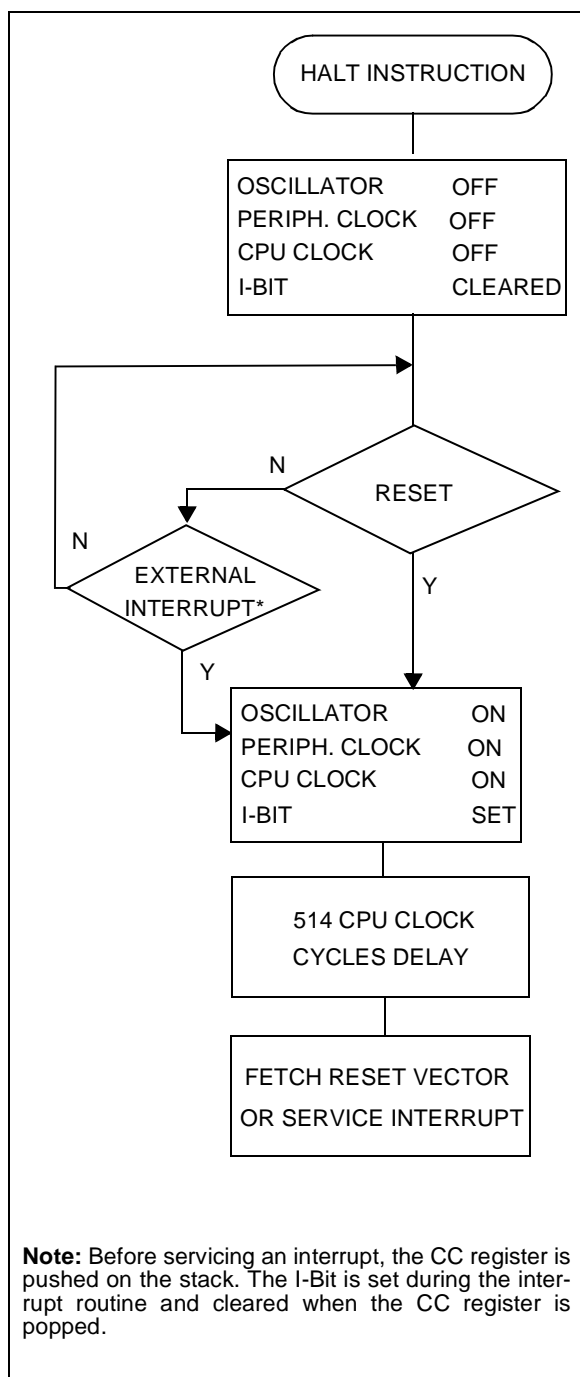 HALT INSTRUCTION
OSCILLATOR OFF
PERIPH. CLOCK OFF
CPU CLOCK OFF
I-BIT CLEARED
N
RESET
N
EXTERNAL
INTERRUPT*
Y
Y
OSCILLATOR ON
PERIPH. CLOCK ON
CPU CLOCK ON
I-BIT SET
514 CPU CLOCK
CYCLES DELAY
FETCH RESET VECTOR
OR SERVICE INTERRUPT
Note: Before servicing an interrupt, the CC register is
pushed on the stack. The I-Bit is set during the inter-
rupt routine and cleared when the CC register is
popped.